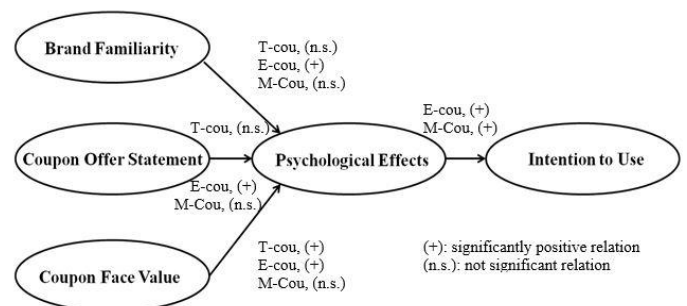 Brand Familiarity
T-cou, (n.s.)
E-cou, (+)
M-Cou, (n.s.)
E-cou, (+)
M-Cou, (+)
T-cou, (n.s.)
Coupon Offer Statement
Psychological Effects
Intention to Use
E-cou, (+)
M-Cou, (n.s.)
T-cou, (+)
E-cou, (+)
M-Cou, (n.s.)
(+): significantly positive relation
(n.s.): not significant relation
Coupon Face Value